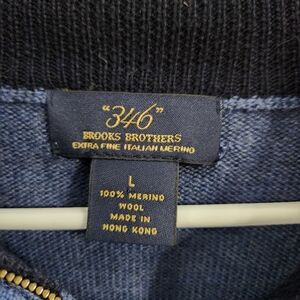 "346"
BROOKS BROTHERS
EXTRA FINE ITALIAN MERINO
L
100% MERINO
WOOL
MADE IN
HONG KONG